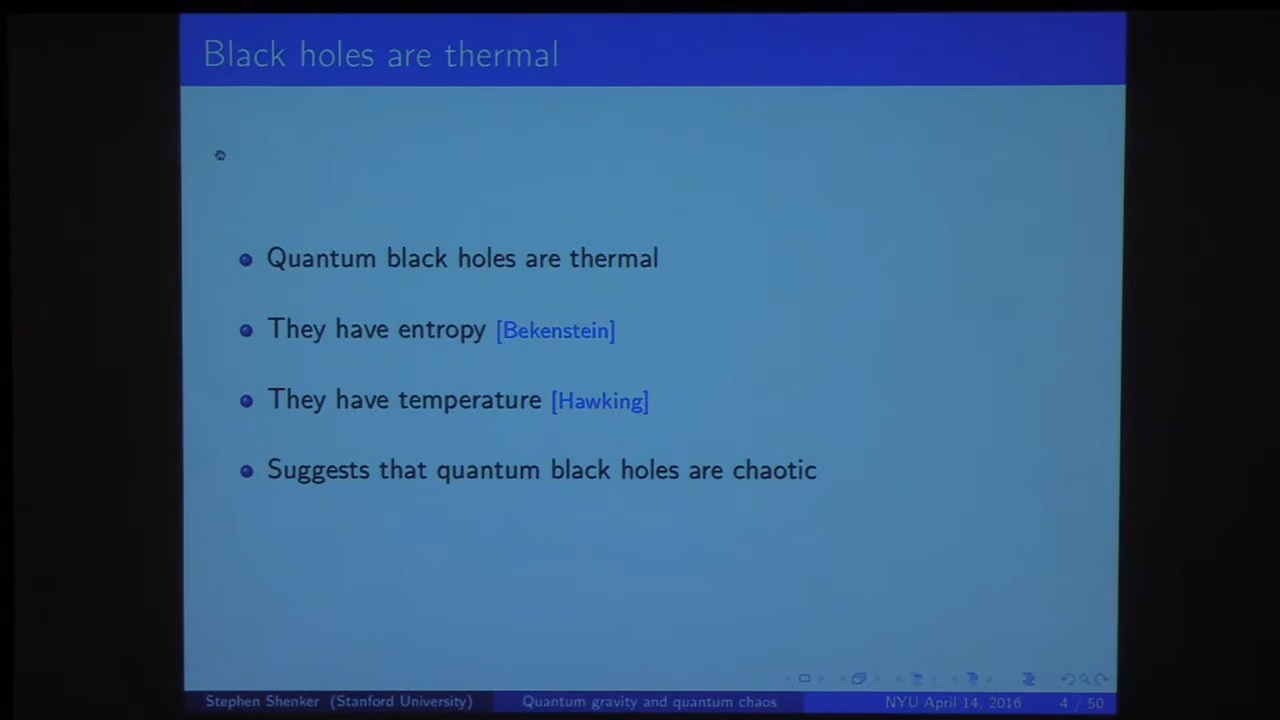 Black holes are thermal
Quantum black holes are thermal
They have entropy [Bekenstein]
They have temperature [Hawking]
Suggests that quantum black holes are chaotic
Stephen Shenker (Stanford University) Quantum gravity and quantum chaos NYU April 14, 2016 4 / 50